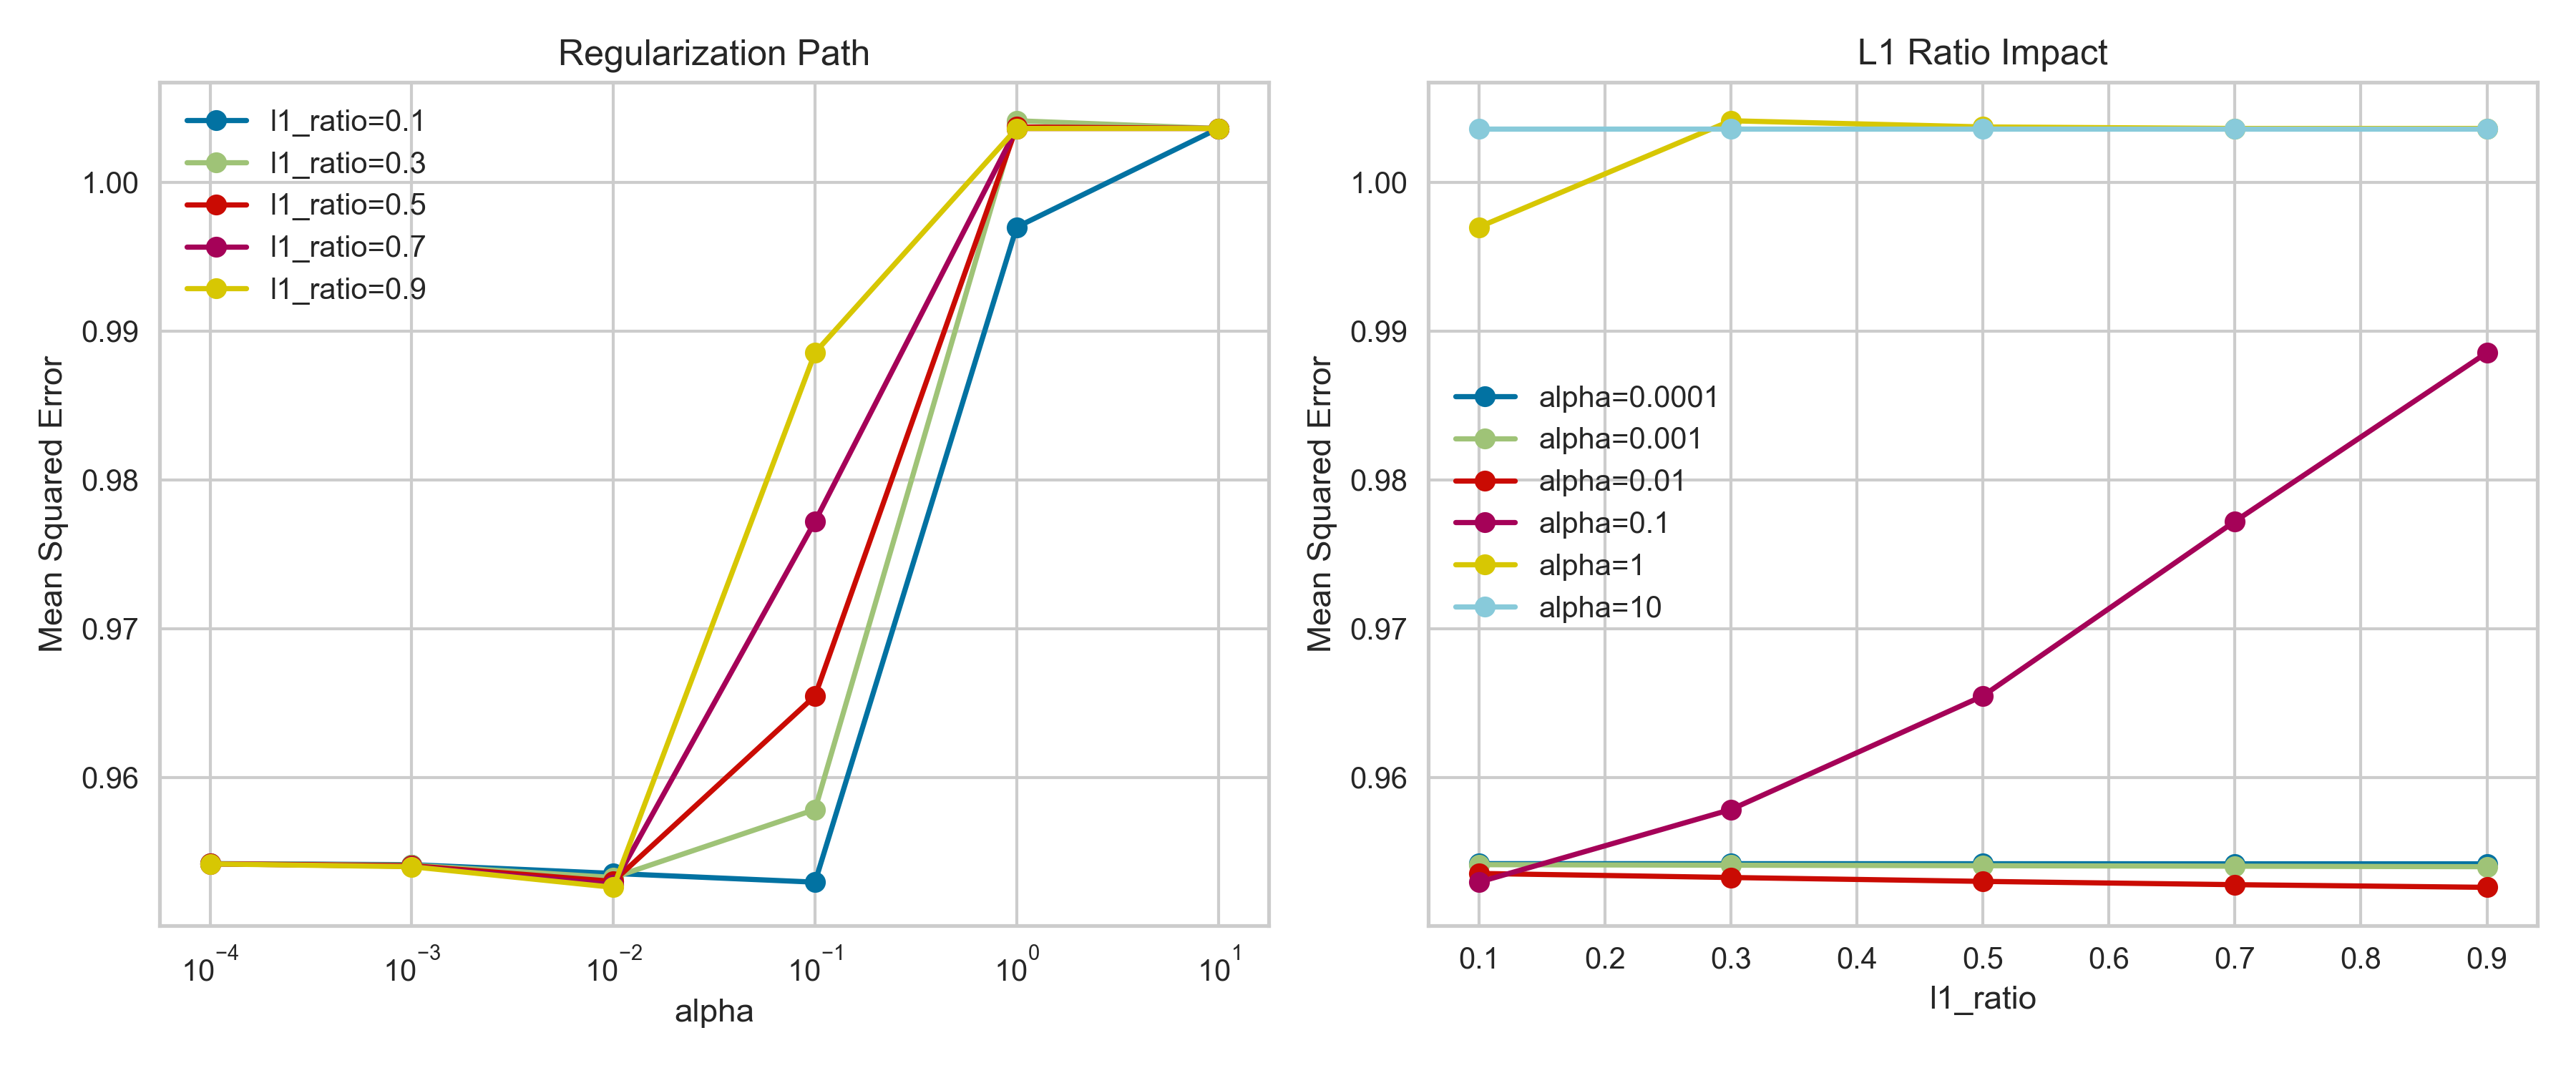 Regularization Path
l1_ratio=0.1
l1_ratio=0.3
l1_ratio=0.5
l1_ratio=0.7
l1_ratio=0.9
Mean Squared Error
1.00
0.99
0.98
0.97
0.96
10⁻⁴ 10⁻³ 10⁻² 10⁻¹ 10⁰ 10¹
alpha
L1 Ratio Impact
alpha=0.0001
alpha=0.001
alpha=0.01
alpha=0.1
alpha=1
alpha=10
Mean Squared Error
1.00
0.99
0.98
0.97
0.96
0.1 0.2 0.3 0.4 0.5 0.6 0.7 0.8 0.9
l1_ratio